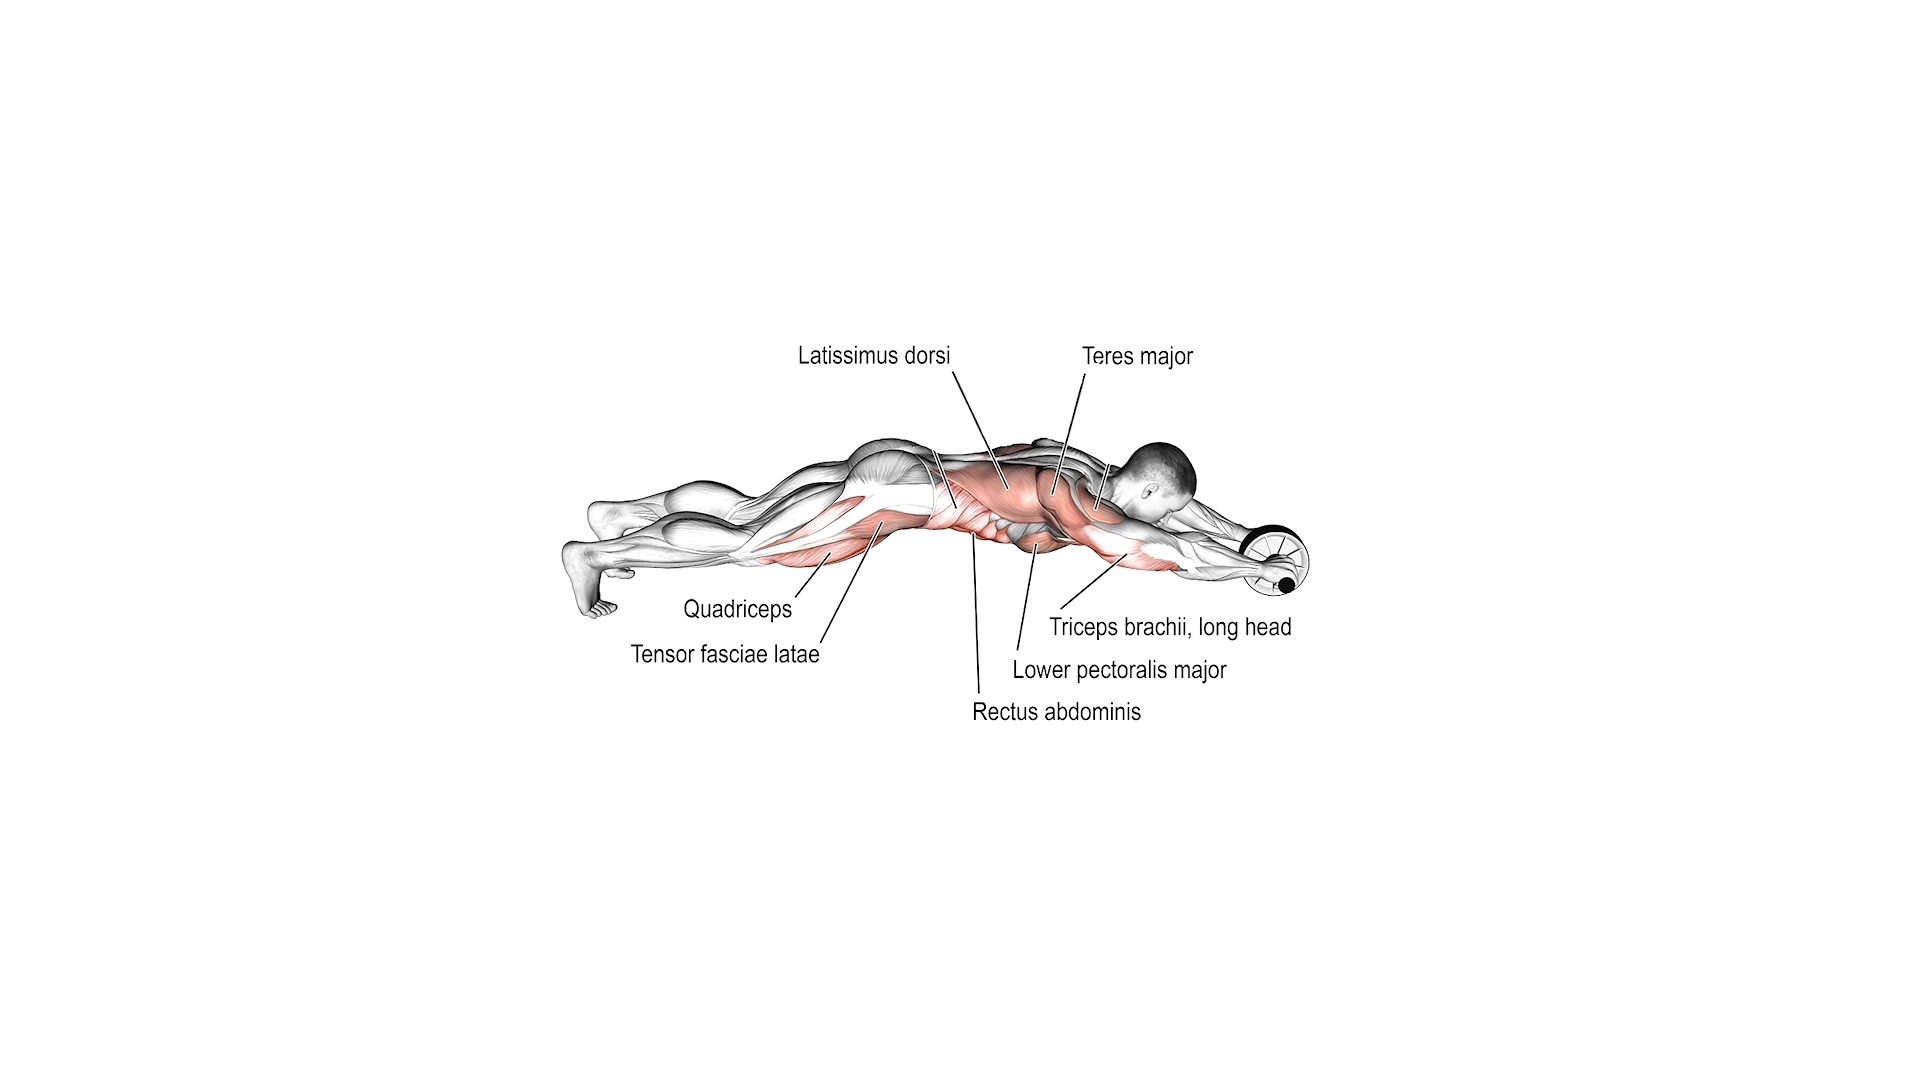 Latissimus dorsi
Teres major
Quadriceps
Triceps brachii, long head
Tensor fasciae latae
Lower pectoralis major
Rectus abdominis